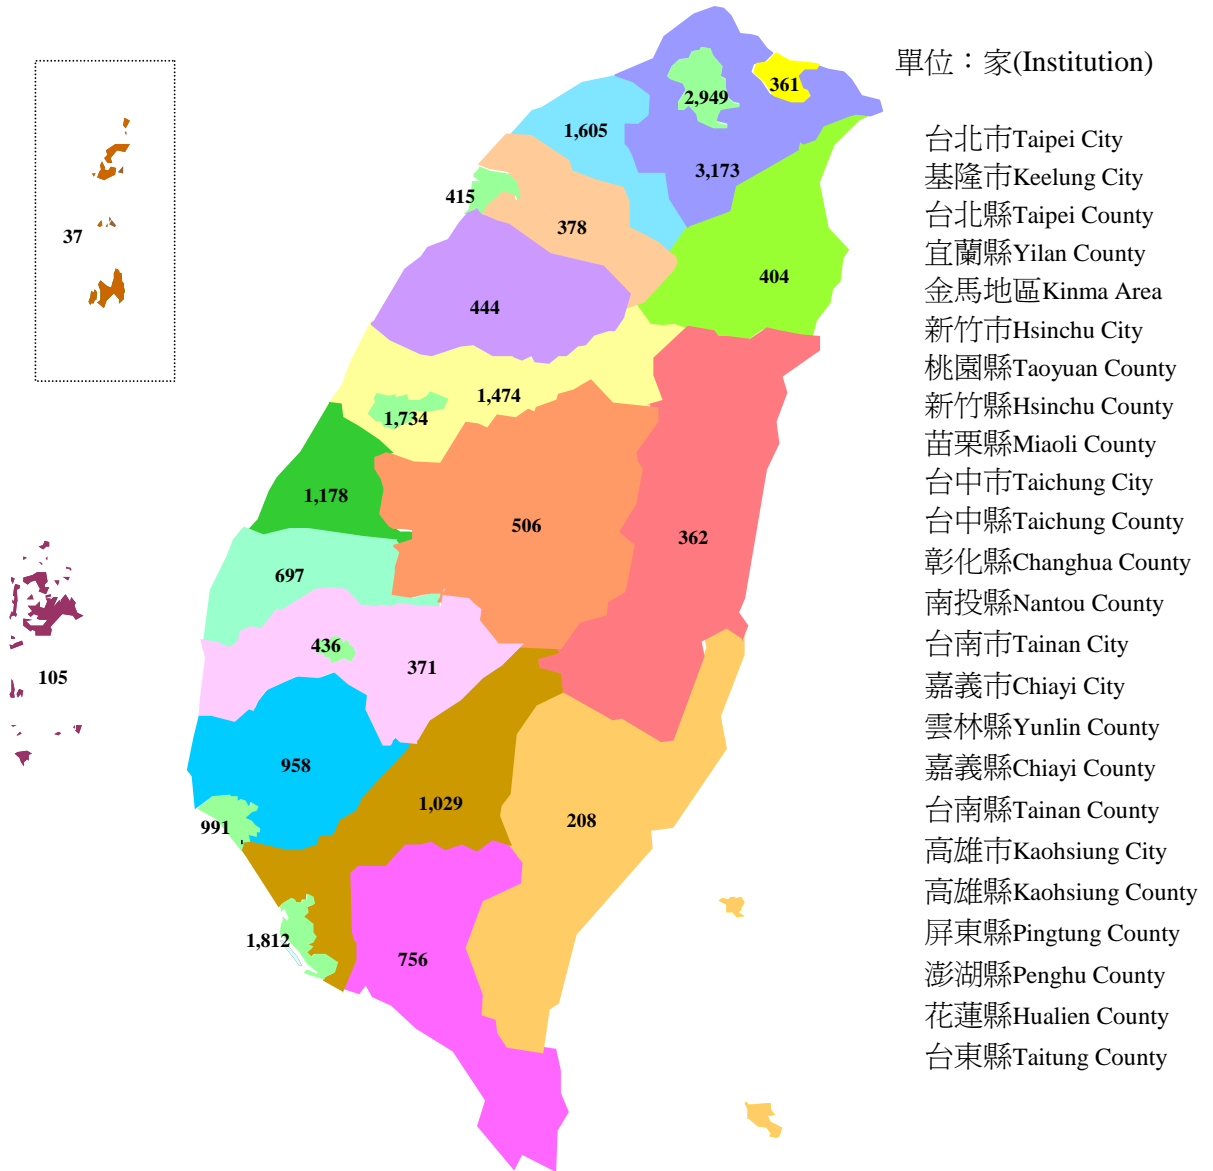 單位：家(Institution)
361
2,949
1,605
台北市Taipei City
3,173
基隆市Keelung City
415
台北縣Taipei County
378
37
宜蘭縣Yilan County
404
金馬地區Kinma Area
444
新竹市Hsinchu City
桃園縣Taoyuan County
1,474
新竹縣Hsinchu County
1,734
苗栗縣Miaoli County
台中市Taichung City
1,178
台中縣Taichung County
506
362
彰化縣Changhua County
697
南投縣Nantou County
436
台南市Tainan City
371
105
嘉義市Chiayi City
雲林縣Yunlin County
958
嘉義縣Chiayi County
1,029
台南縣Tainan County
208
991
高雄市Kaohsiung City
高雄縣Kaohsiung County
1,812
屏東縣Pingtung County
756
澎湖縣Penghu County
花蓮縣Hualien County
台東縣Taitung County